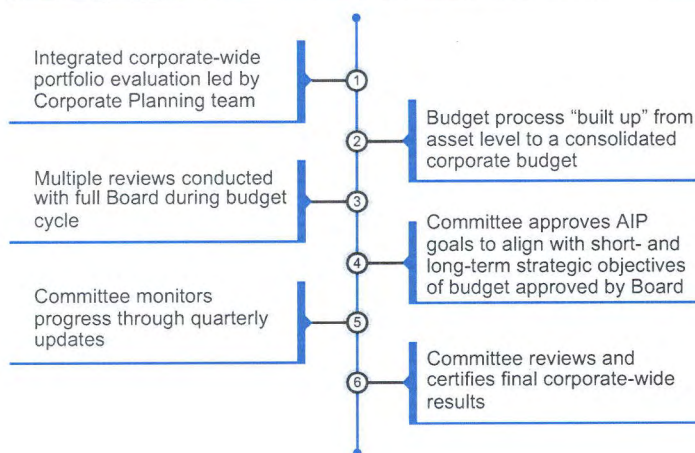 Integrated corporate-wide
portfolio evaluation led by
Corporate Planning team
1
Budget process “built up” from
asset level to a consolidated
corporate budget
2
Multiple reviews conducted
with full Board during budget
cycle
3
Committee approves AIP
goals to align with short- and
long-term strategic objectives
of budget approved by Board
4
Committee monitors
progress through quarterly
updates
5
Committee reviews and
certifies final corporate-wide
results
6